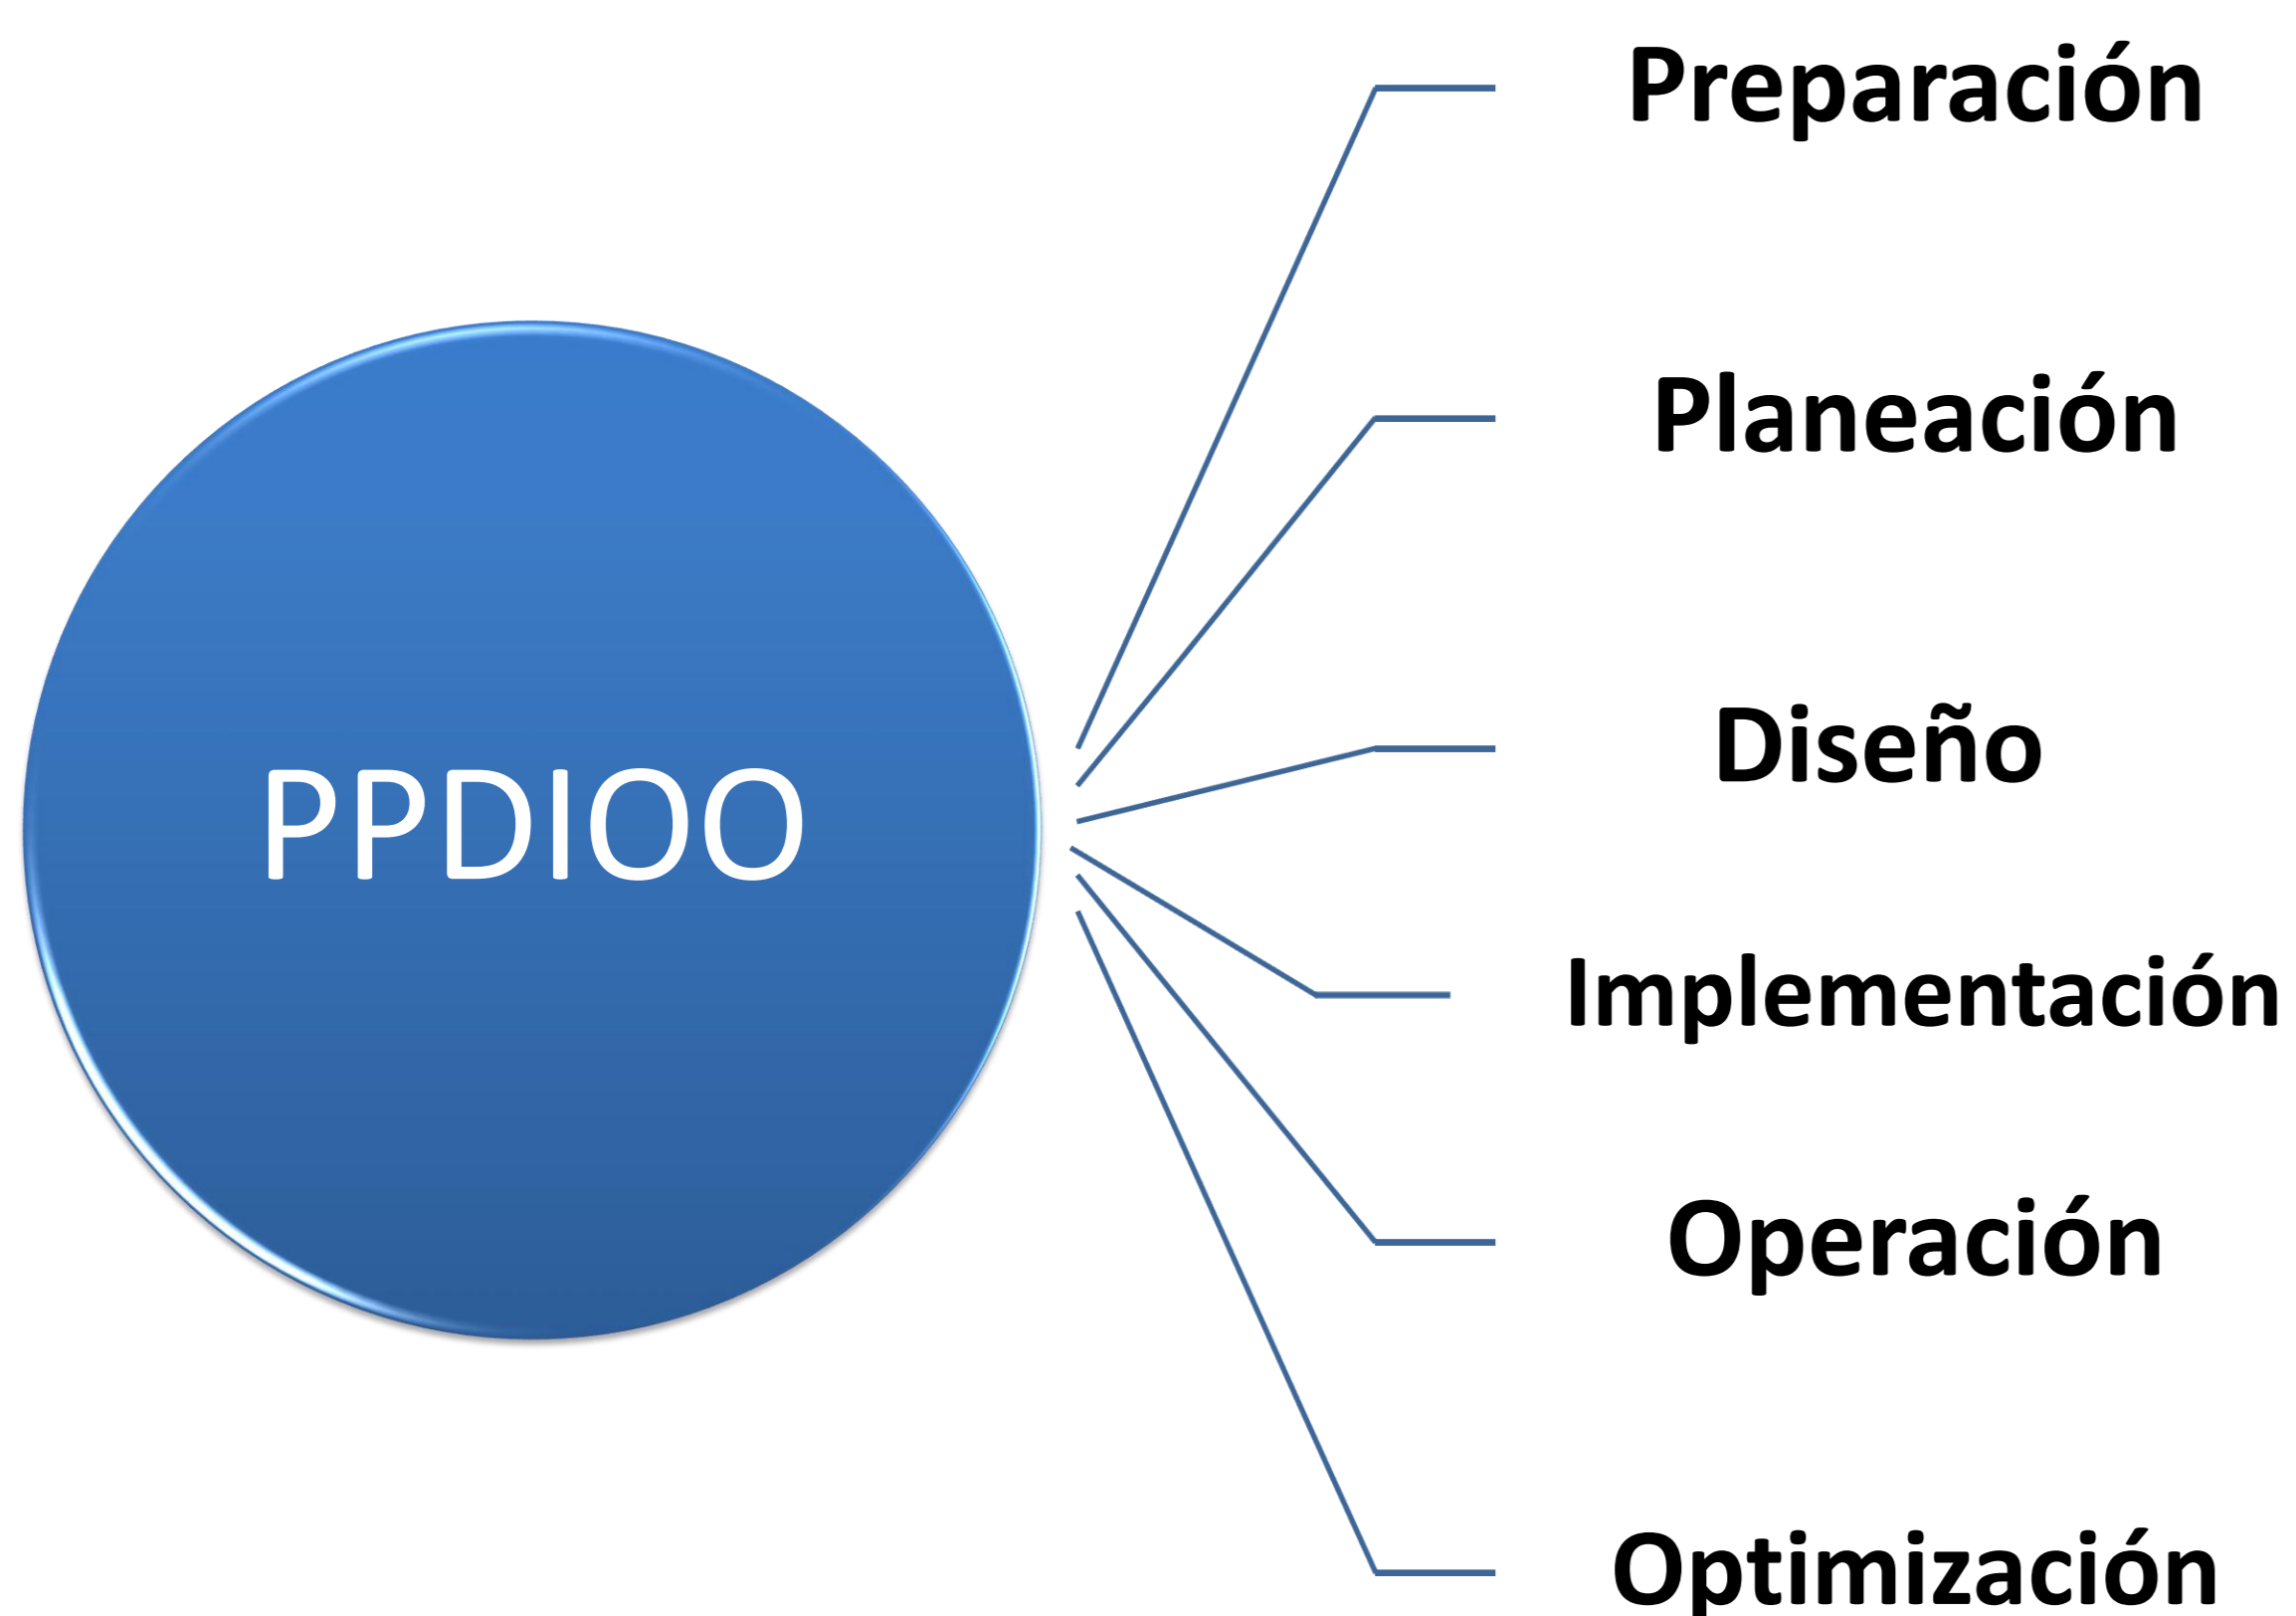 PPDIOO
Preparación
Planeación
Diseño
Implementación
Operación
Optimización